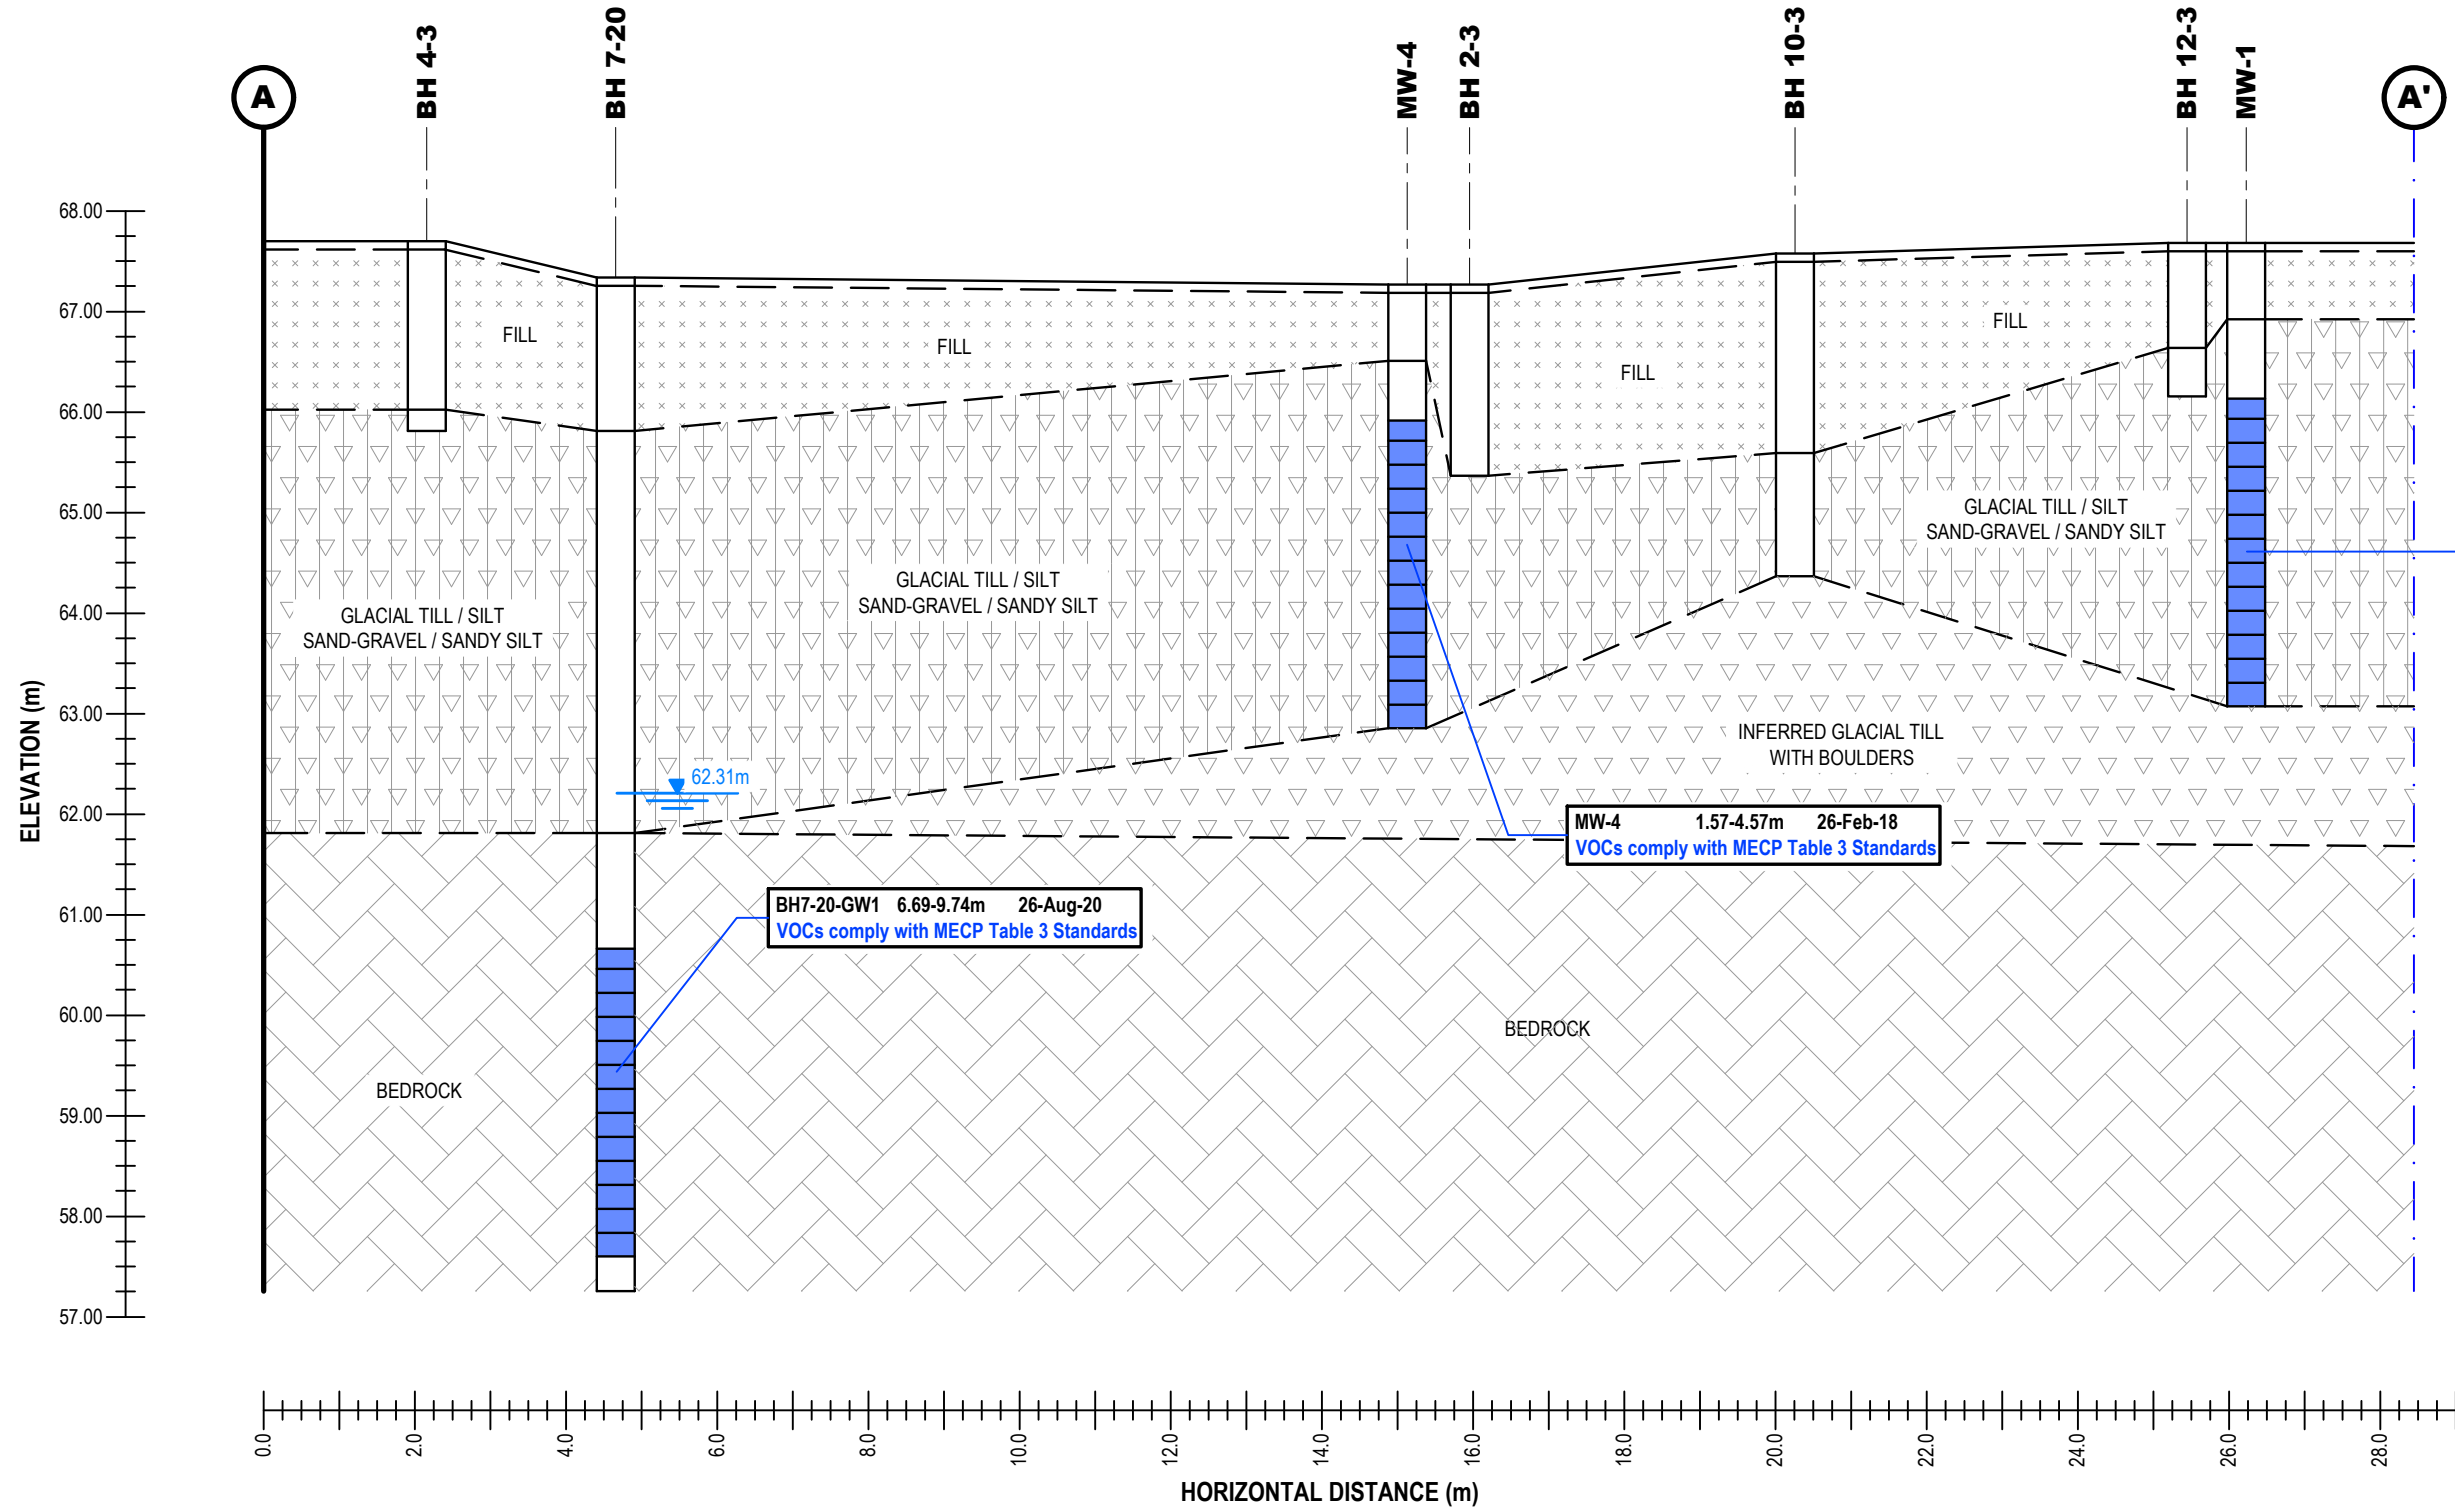 BH 4-3
BH 7-20
MW-4
BH 2-3
BH 10-3
BH 12-3
MW-1
A
A'
68.00
67.00
66.00
65.00
64.00
63.00
62.00
61.00
60.00
59.00
58.00
57.00
ELEVATION (m)
FILL
FILL
FILL
FILL
GLACIAL TILL / SILT
SAND-GRAVEL / SANDY SILT
GLACIAL TILL / SILT
SAND-GRAVEL / SANDY SILT
GLACIAL TILL / SILT
SAND-GRAVEL / SANDY SILT
INFERRED GLACIAL TILL
WITH BOULDERS
62.31m
MW-4 1.57-4.57m 26-Feb-18
VOCs comply with MECP Table 3 Standards
BH7-20-GW1 6.69-9.74m 26-Aug-20
VOCs comply with MECP Table 3 Standards
BEDROCK
BEDROCK
0.0
2.0
4.0
6.0
8.0
10.0
12.0
14.0
16.0
18.0
20.0
22.0
24.0
26.0
28.0
HORIZONTAL DISTANCE (m)